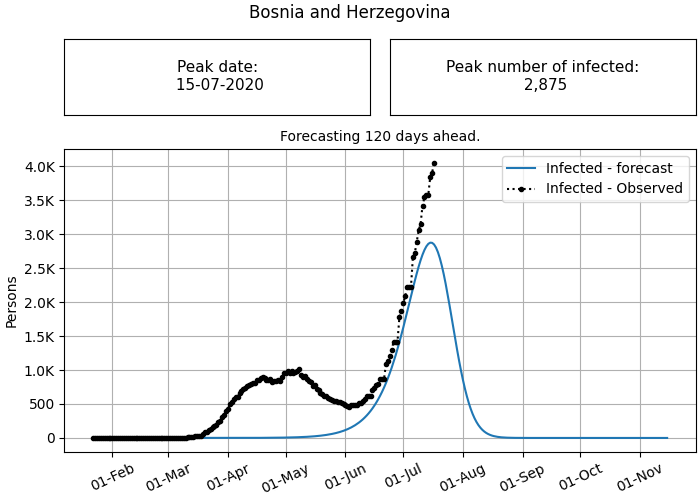 Bosnia and Herzegovina
Peak date:
15-07-2020
Peak number of infected:
2,875
Forecasting 120 days ahead.
4.0K
3.5K
3.0K
2.5K
2.0K
1.5K
1.0K
500
0
Persons
Infected - forecast
Infected - Observed
01-Feb
01-Mar
01-Apr
01-May
01-Jun
01-Jul
01-Aug
01-Sep
01-Oct
01-Nov